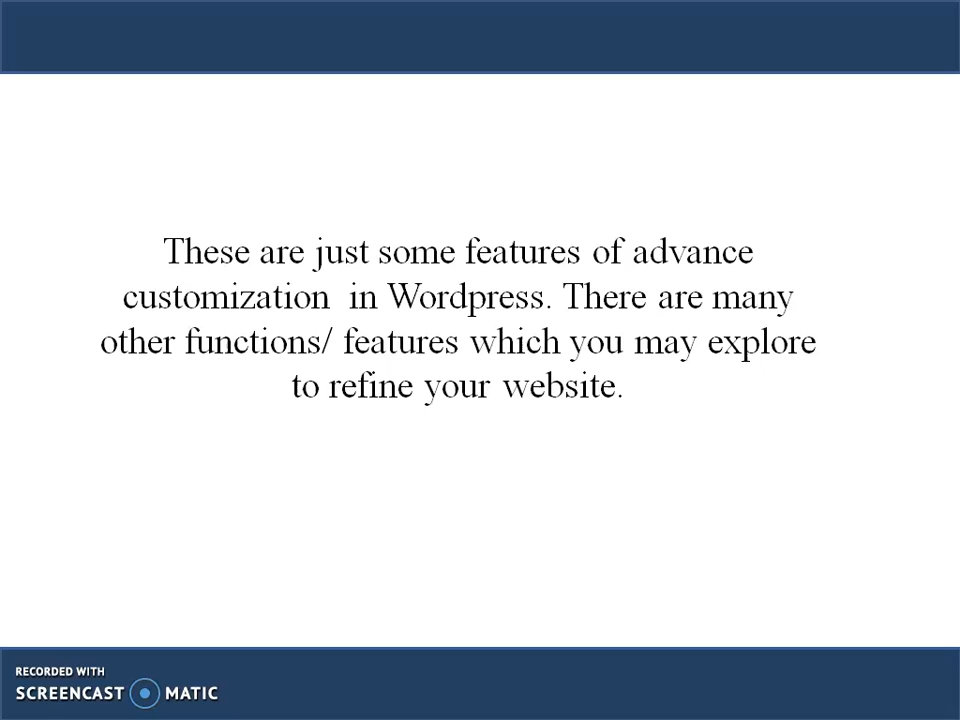 These are just some features of advance
customization  in Wordpress. There are many
other functions/ features which you may explore
to refine your website.
RECORDED WITH
SCREENCAST MATIC